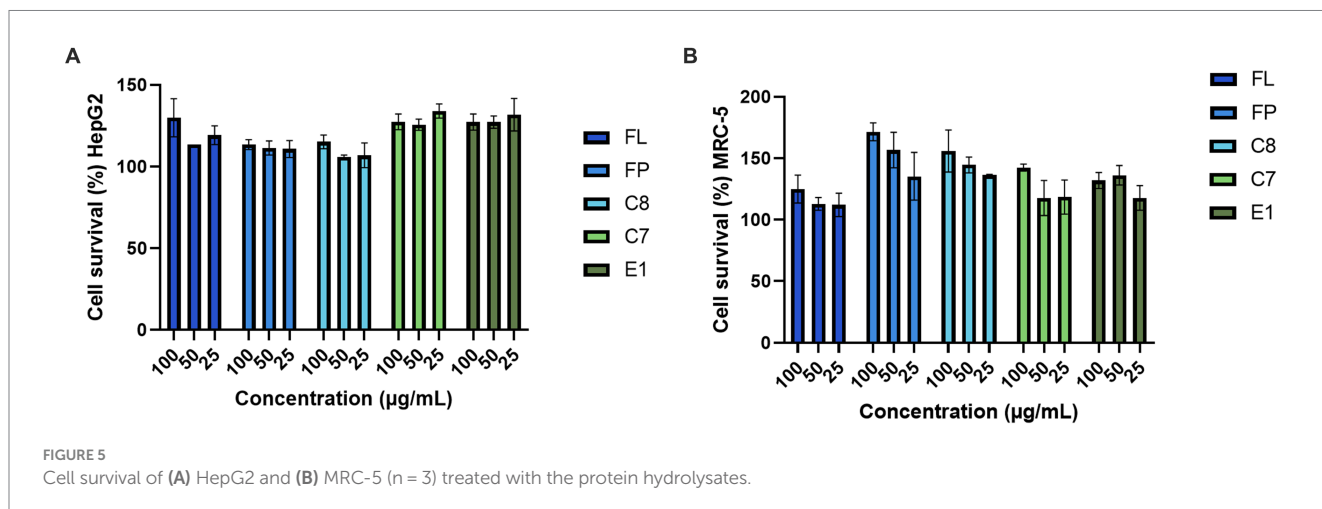 A
Cell survival (%) HepG2
150
100
50
0
100 50 25 100 50 25 100 50 25 100 50 25 100 50 25
Concentration (µg/mL)
FL
FP
C8
C7
E1
B
Cell survival (%) MRC-5
200
150
100
50
0
100 50 25 100 50 25 100 50 25 100 50 25 100 50 25
Concentration (µg/mL)
FL
FP
C8
C7
E1
FIGURE 5
Cell survival of (A) HepG2 and (B) MRC-5 (n = 3) treated with the protein hydrolysates.